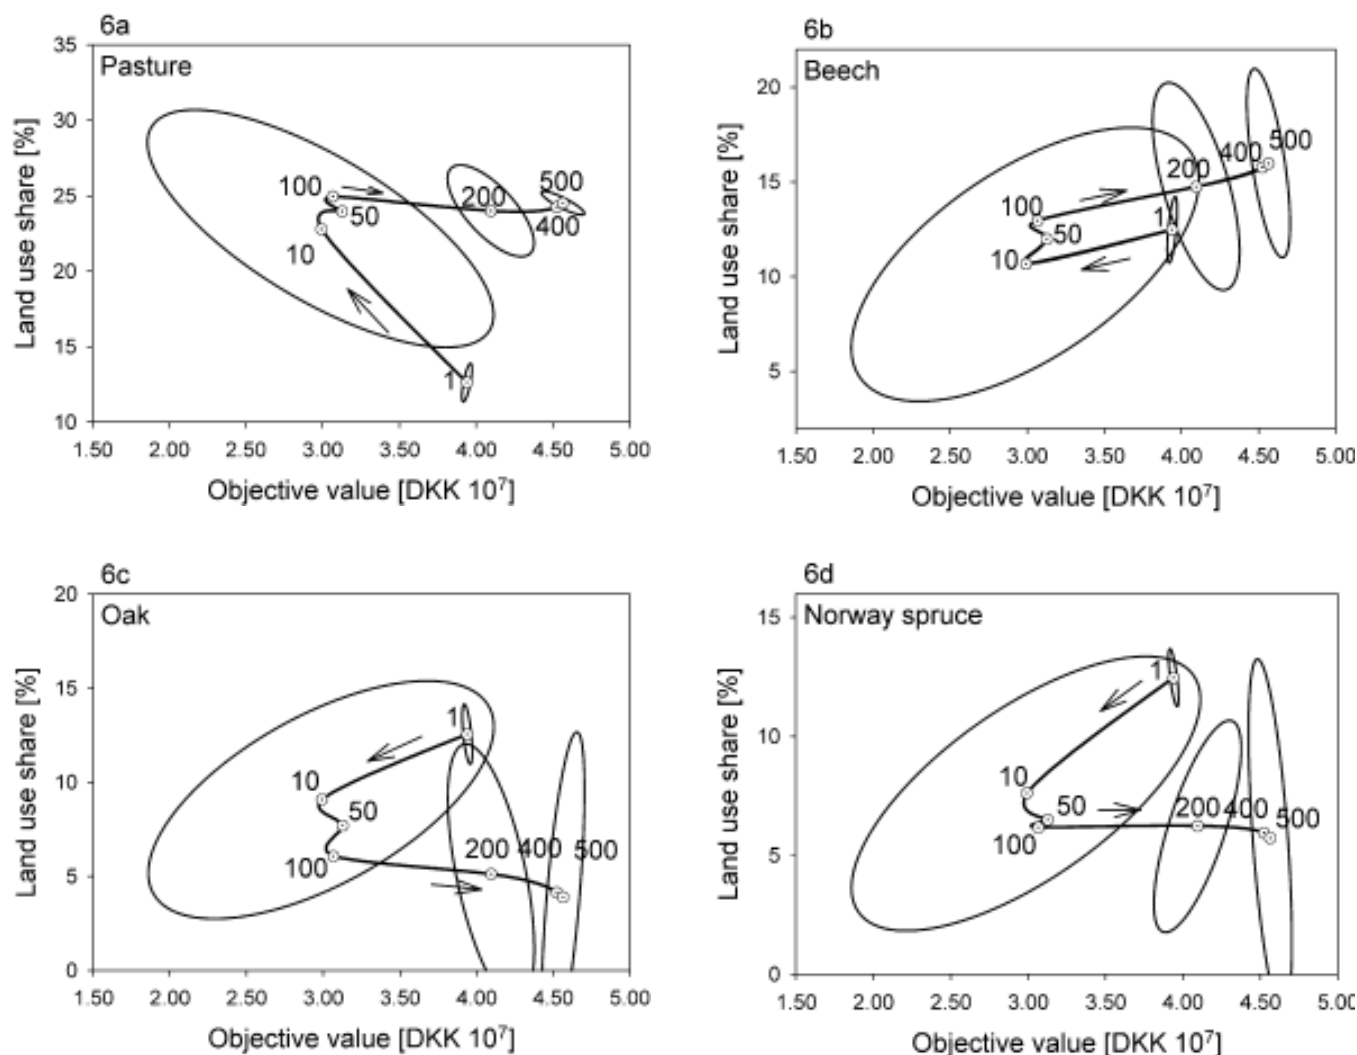 6a
Pasture
Land use share [%]
35
30
25
20
15
10
100
50
10
1
200
500
400
1.50 2.00 2.50 3.00 3.50 4.00 4.50 5.00
Objective value [DKK 10⁷]
6b
Beech
Land use share [%]
20
15
10
5
100
50
10
1
200
400
500
1.50 2.00 2.50 3.00 3.50 4.00 4.50 5.00
Objective value [DKK 10⁷]
6c
Oak
Land use share [%]
20
15
10
5
0
1
10
50
100
200 400 500
1.50 2.00 2.50 3.00 3.50 4.00 4.50 5.00
Objective value [DKK 10⁷]
6d
Norway spruce
Land use share [%]
15
10
5
0
1
10
50
100
200 400 500
1.50 2.00 2.50 3.00 3.50 4.00 4.50 5.00
Objective value [DKK 10⁷]